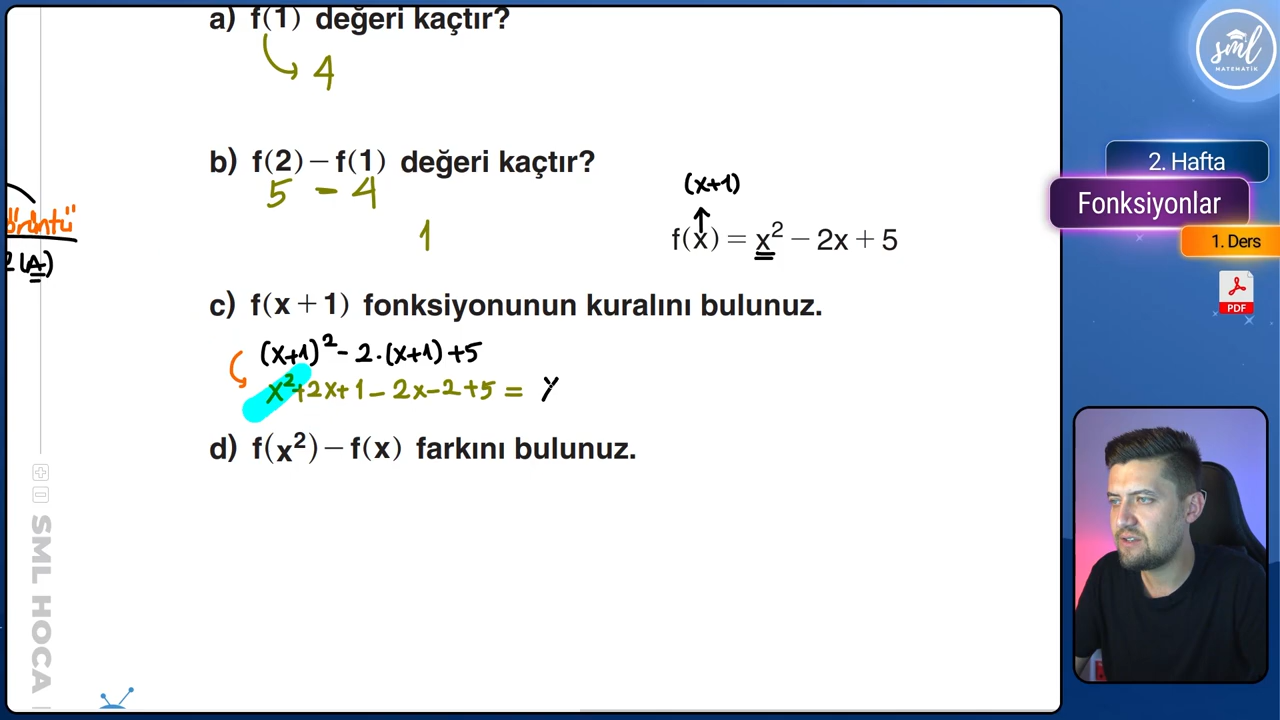 a) f(1) değeri kaçtır?
4
b) f(2) – f(1) değeri kaçtır?
5 - 4
1
(x+1)
f(x) = x² – 2x + 5
c) f(x + 1) fonksiyonunun kuralını bulunuz.
(x+1)² - 2.(x+1) +5
x²+2x+1 - 2x-2+5 = x
d) f(x²) – f(x) farkını bulunuz.
(A)
SML HOCA
sml
MATEMATİK
2. Hafta
Fonksiyonlar
1. Ders
PDF